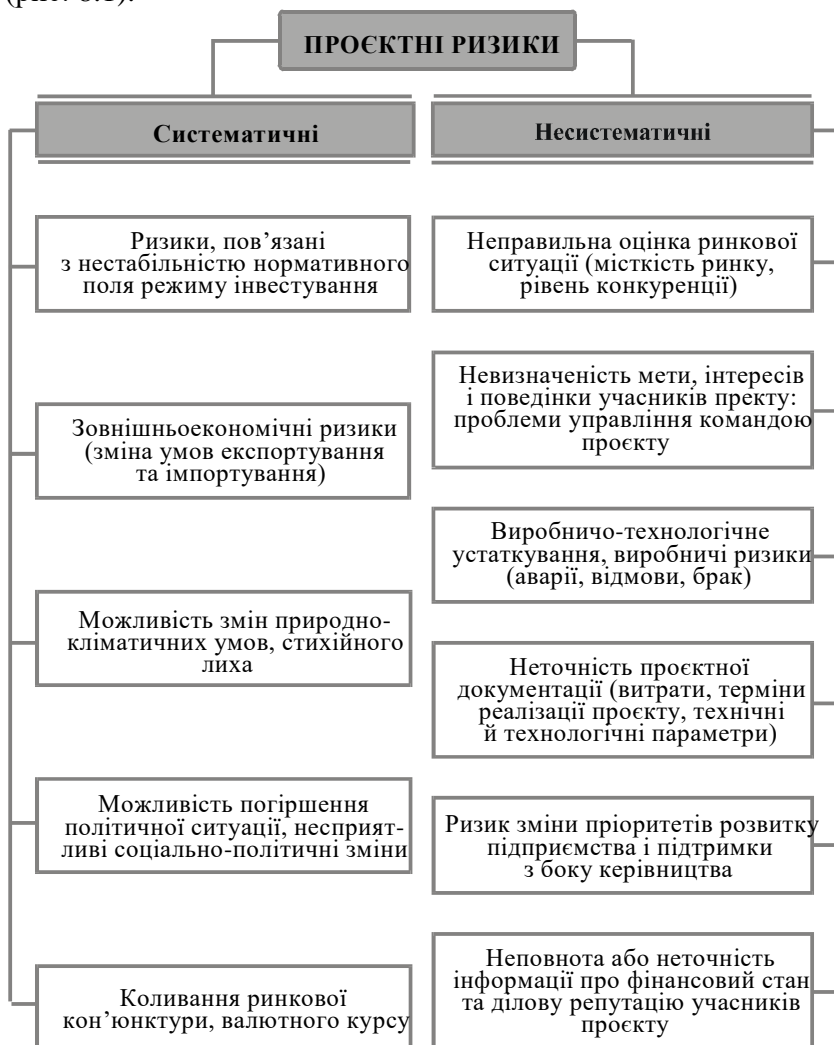 (рис. 8.1).
ПРОЄКТНІ РИЗИКИ
Систематичні
Ризики, пов’язані
з нестабільністю нормативного
поля режиму інвестування
Зовнішньоекономічні ризики
(зміна умов експортування
та імпортування)
Можливість змін природно-
кліматичних умов, стихійного
лиха
Можливість погіршення
політичної ситуації, несприят-
ливі соціально-політичні зміни
Коливання ринкової
кон’юнктури, валютного курсу
Несистематичні
Неправильна оцінка ринкової
ситуації (місткість ринку,
рівень конкуренції)
Невизначеність мети, інтересів
і поведінки учасників пректу:
проблеми управління командою
проєкту
Виробничо-технологічне
устаткування, виробничі ризики
(аварії, відмови, брак)
Неточність проєктної
документації (витрати, терміни
реалізації проєкту, технічні
й технологічні параметри)
Ризик зміни пріоритетів розвитку
підприємства і підтримки
з боку керівництва
Неповнота або неточність
інформації про фінансовий стан
та ділову репутацію учасників
проєкту